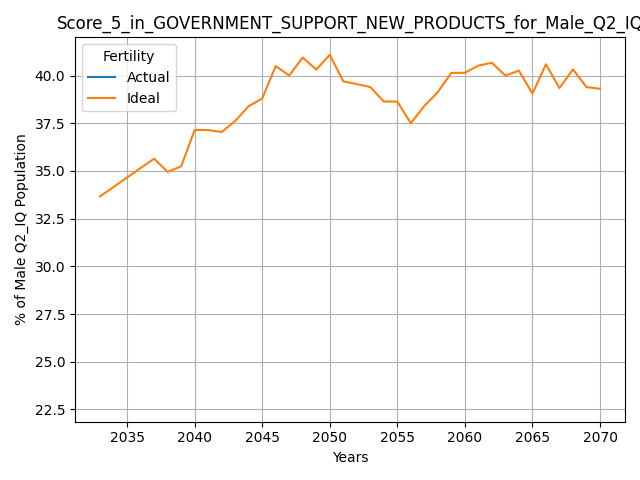 Score_5_in_GOVERNMENT_SUPPORT_NEW_PRODUCTS_for_Male_Q2_IQ
Fertility
Actual
Ideal
40.0
37.5
35.0
32.5
30.0
27.5
25.0
22.5
% of Male Q2_IQ Population
2035 2040 2045 2050 2055 2060 2065 2070
Years